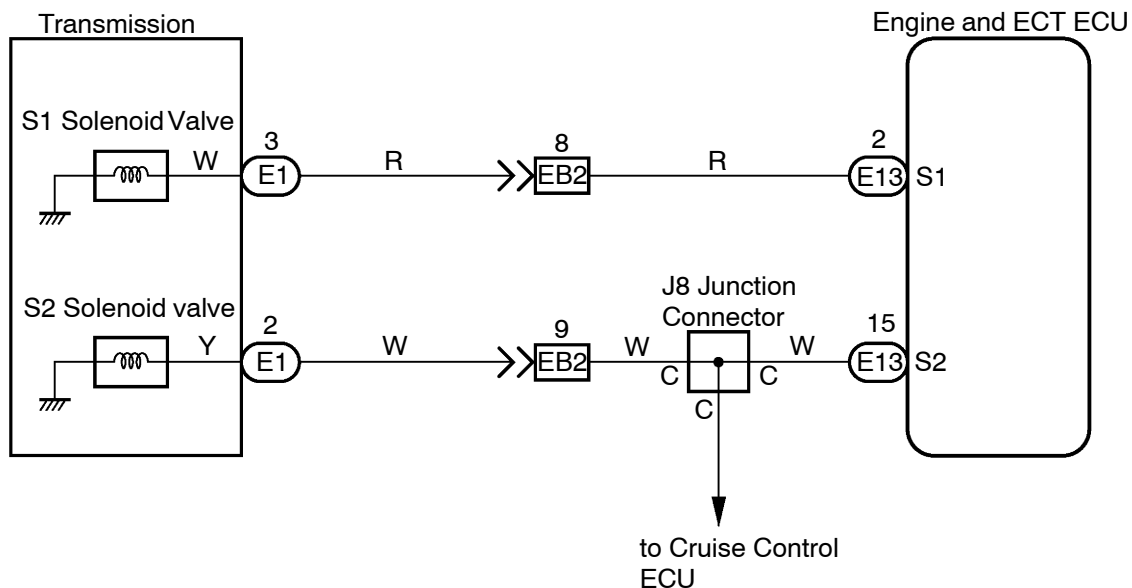 Transmission
Engine and ECT ECU
S1 Solenoid Valve
W
3
E1
R
8
EB2
R
2
E13
S1
S2 Solenoid valve
Y
2
E1
W
9
EB2
W
J8 Junction
Connector
C
C
C
W
15
E13
S2
to Cruise Control
ECU